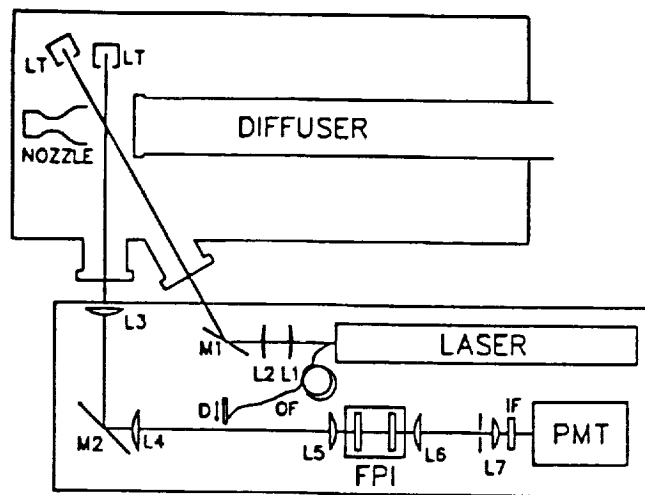 LT
LT
DIFFUSER
NOZZLE
L3
M1
L2
L1
LASER
D
OF
M2
L4
L5
FPI
L6
L7
IF
PMT